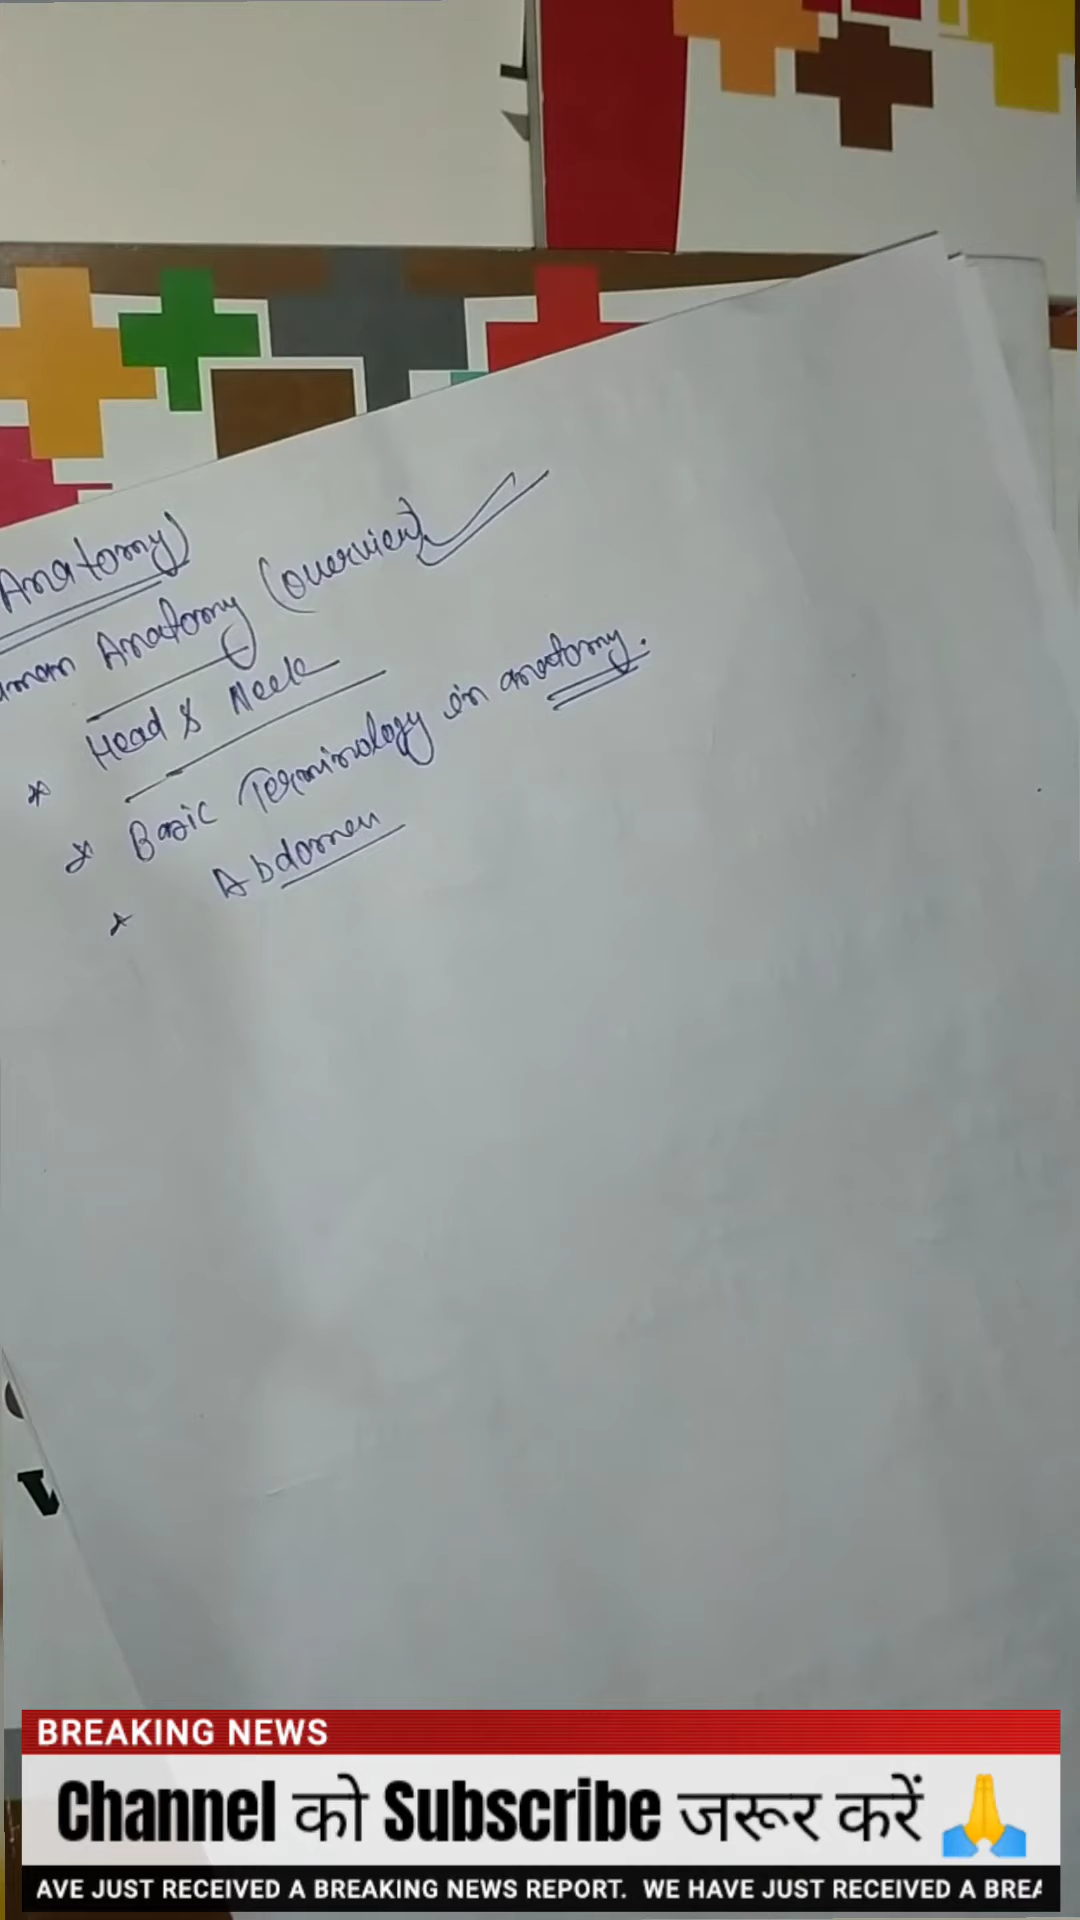 Anatomy)
uman Anatomy (overview)
* Head & Neck
* Basic Terminology in anatomy.
* Abdomen
BREAKING NEWS
Channel को Subscribe जरूर करें 🙏
AVE JUST RECEIVED A BREAKING NEWS REPORT. WE HAVE JUST RECEIVED A BREA